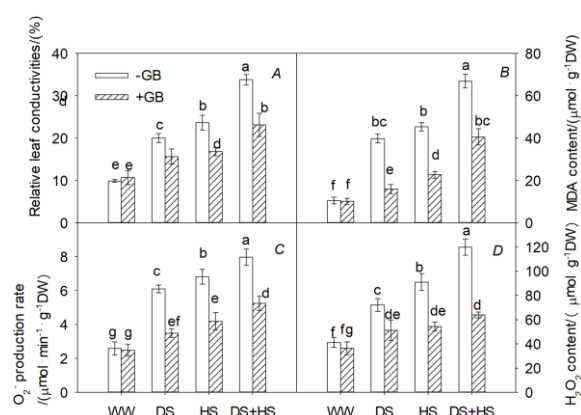 Relative leaf conductivities/(%)
40
30
20
10
0
-GB
+GB
A
e e
c
d
b
d
a
b
B
f f
bc
e
b
d
a
bc
80
60
40
20
0
MDA content/(μmol·g⁻¹DW)
O₂⁻ production rate
/(μmol·min⁻¹·g⁻¹DW)
8
6
4
2
0
C
g g
c
ef
b
e
a
d
D
f fg
c
de
b
de
a
d
120
100
80
60
40
20
0
H₂O₂ content/( μmol·g⁻¹DW)
WW DS HS DS+HS
WW DS HS DS+HS